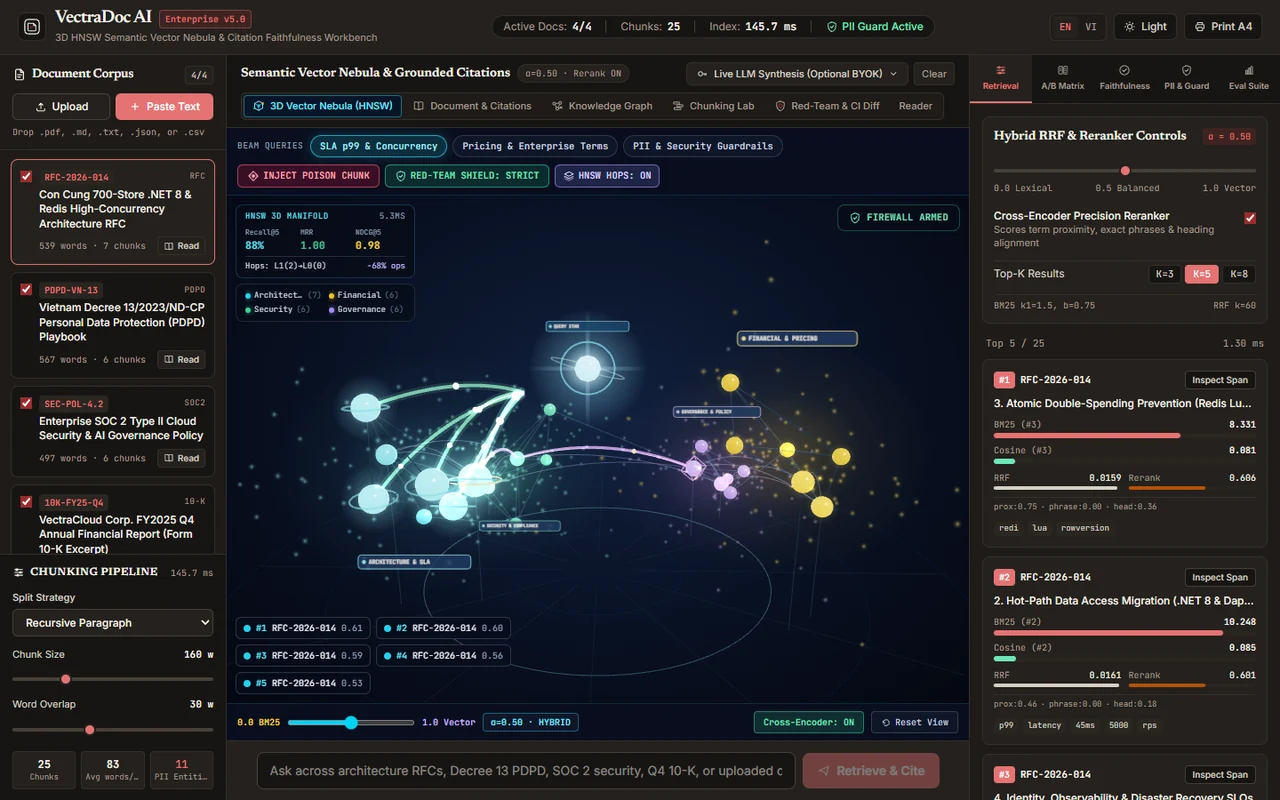 VectraDoc AI
Enterprise v5.0
3D HNSW Semantic Vector Nebula & Citation Faithfulness Workbench
Active Docs: 4/4
Chunks: 25
Index: 145.7 ms
PII Guard Active
EN
VI
Light
Print A4
Document Corpus
4/4
Upload
Paste Text
Drop .pdf, .md, .txt, .json, or .csv
RFC-2026-014
RFC
Con Cung 700-Store .NET 8 &
Redis High-Concurrency
Architecture RFC
539 words · 7 chunks
Read
PDPD-VN-13
PDPD
Vietnam Decree 13/2023/ND-CP
Personal Data Protection (PDPD)
Playbook
567 words · 6 chunks
Read
SEC-POL-4.2
SOC2
Enterprise SOC 2 Type II Cloud
Security & AI Governance Policy
497 words · 6 chunks
Read
10K-FY25-Q4
10-K
VectraCloud Corp. FY2025 Q4
Annual Financial Report (Form
10-K Excerpt)
CHUNKING PIPELINE
145.7 ms
Split Strategy
Recursive Paragraph
Chunk Size
160 w
Word Overlap
30 w
25
Chunks
83
Avg words/…
11
PII Entiti…
Semantic Vector Nebula & Grounded Citations
α=0.50 · Rerank ON
Live LLM Synthesis (Optional BYOK)
Clear
3D Vector Nebula (HNSW)
Document & Citations
Knowledge Graph
Chunking Lab
Red-Team & CI Diff
Reader
BEAM QUERIES
SLA p99 & Concurrency
Pricing & Enterprise Terms
PII & Security Guardrails
INJECT POISON CHUNK
RED-TEAM SHIELD: STRICT
HNSW HOPS: ON
HNSW 3D MANIFOLD
5.3MS
Recall@5
MRR
NDCG@5
88%
1.00
0.98
Hops: L1(2)→L0(0)
-68% ops
Architect… (7)
Financial (6)
Security (6)
Governance (6)
FIREWALL ARMED
QUERY STAR
FINANCIAL & PRICING
GOVERNANCE & POLICY
SECURITY & COMPLIANCE
ARCHITECTURE & SLA
#1 RFC-2026-014 0.61
#2 RFC-2026-014 0.60
#3 RFC-2026-014 0.59
#4 RFC-2026-014 0.56
#5 RFC-2026-014 0.53
0.0 BM25
1.0 Vector
α=0.50 · HYBRID
Cross-Encoder: ON
Reset View
Ask across architecture RFCs, Decree 13 PDPD, SOC 2 security, Q4 10-K, or uploaded c
Retrieve & Cite
Retrieval
A/B Matrix
Faithfulness
PII & Guard
Eval Suite
Hybrid RRF & Reranker Controls
α = 0.50
0.0 Lexical
0.5 Balanced
1.0 Vector
Cross-Encoder Precision Reranker
Scores term proximity, exact phrases & heading
alignment
Top-K Results
K=3
K=5
K=8
BM25 k1=1.5, b=0.75
RRF k=60
Top 5 / 25
1.30 ms
#1
RFC-2026-014
Inspect Span
3. Atomic Double-Spending Prevention (Redis Lu…
BM25 (#3)
8.331
Cosine (#3)
0.081
RRF
0.0159
Rerank
0.606
prox:0.75 · phrase:0.00 · head:0.36
redi
lua
rowversion
#2
RFC-2026-014
Inspect Span
2. Hot-Path Data Access Migration (.NET 8 & Dap…
BM25 (#2)
10.248
Cosine (#2)
0.085
RRF
0.0161
Rerank
0.601
prox:0.46 · phrase:0.00 · head:0.18
p99
latency
45ms
5000
rps
#3
RFC-2026-014
Inspect Span
4. Identity, Observability & Disaster Recovery SLOs